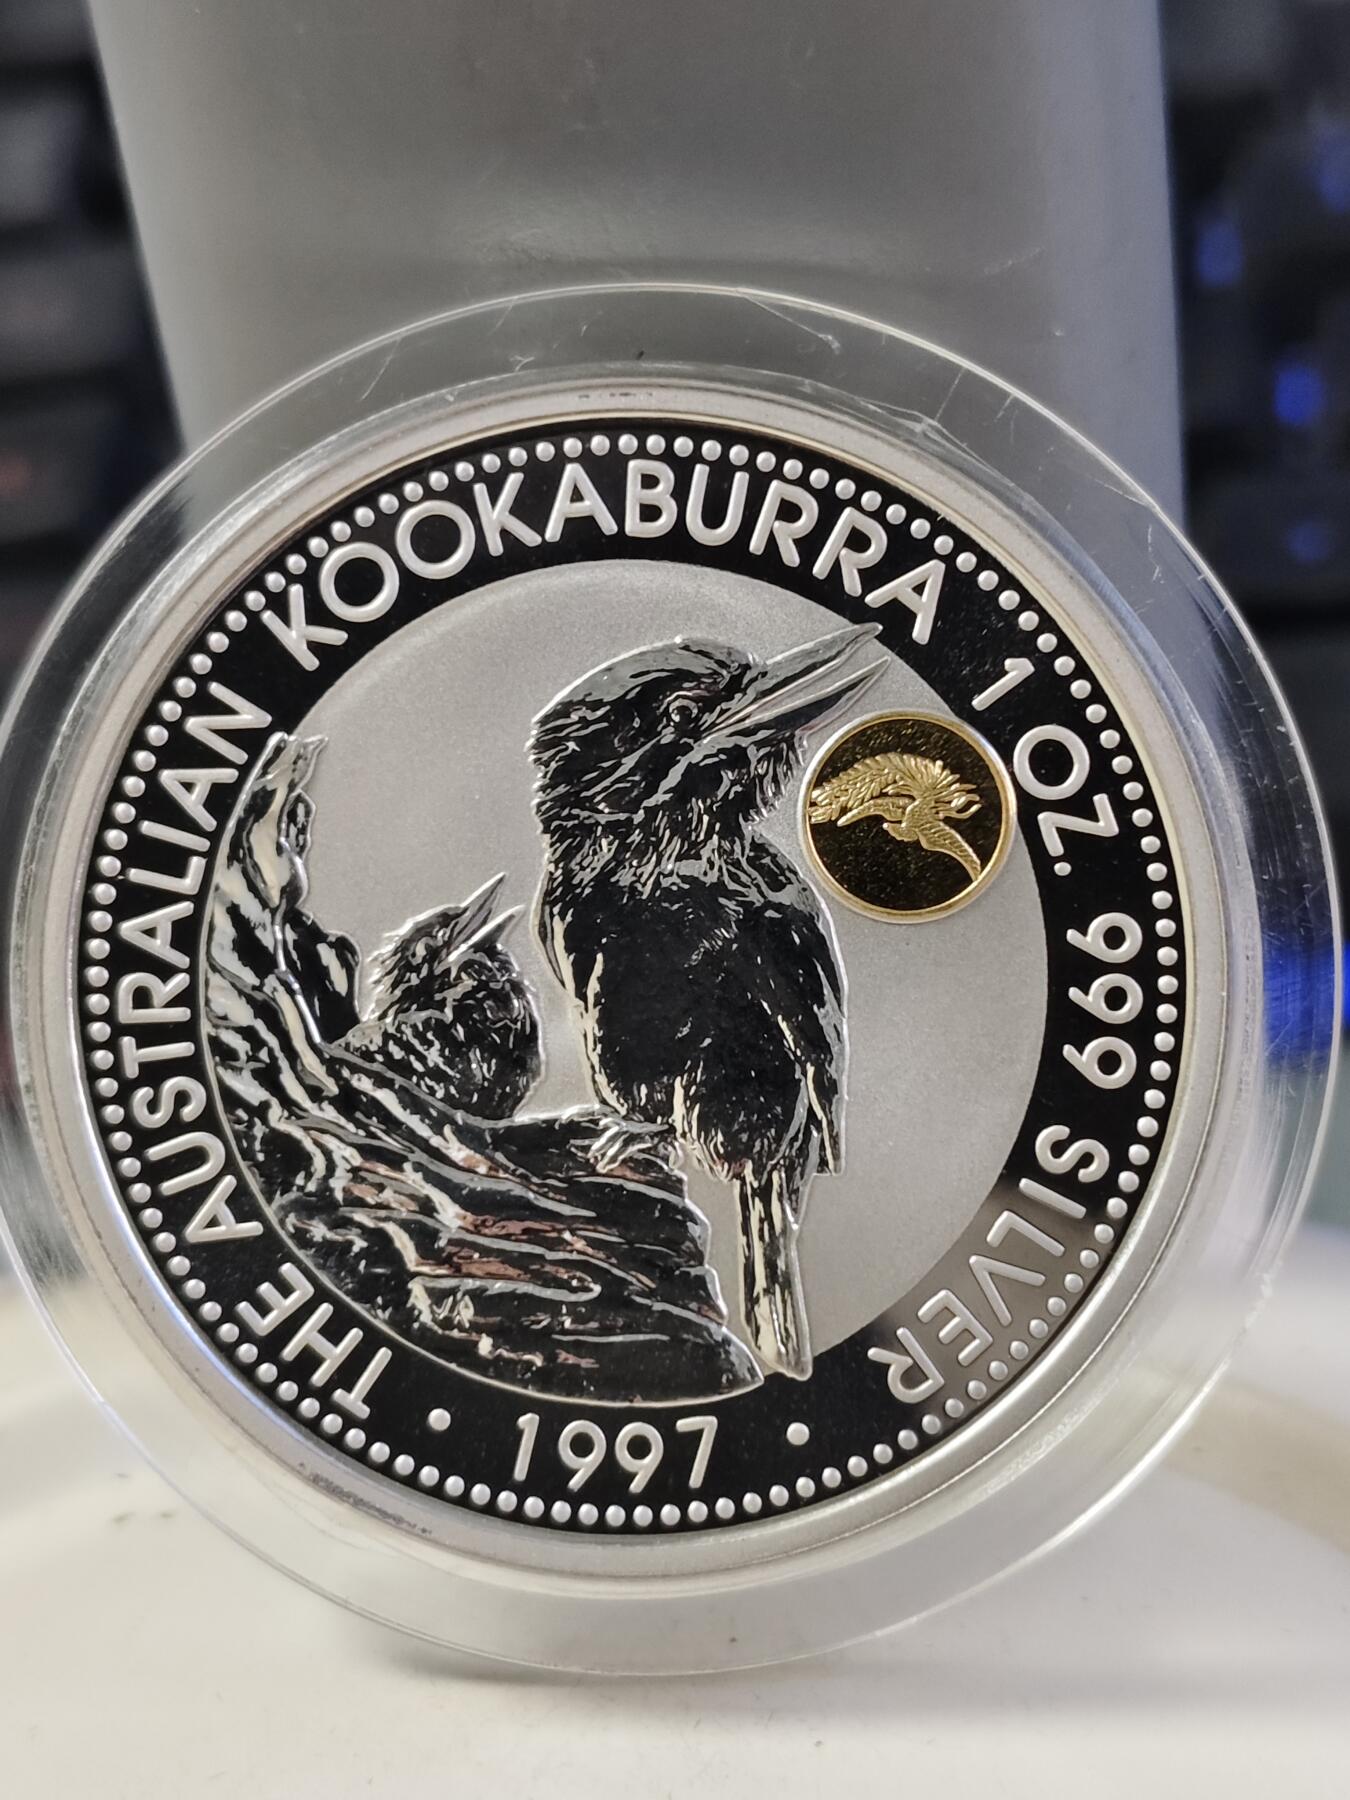 THE AUSTRALIAN KOOKABURRA 1 OZ. 999 SILVER
• 1997 •